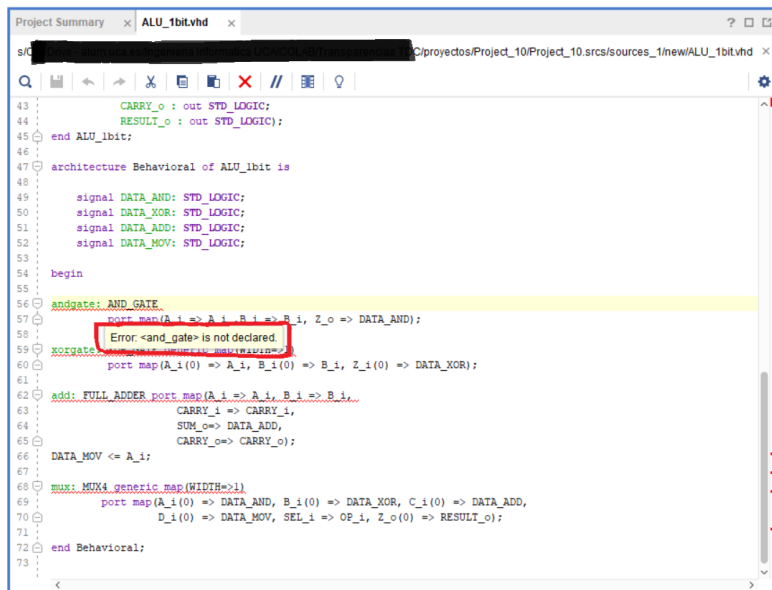 Project Summary × ALU_1bit.vhd × ?
C/proyectos/Project_10/Project_10.srcs/sources_1/new/ALU_1bit.vhd ×
43 CARRY_o : out STD_LOGIC;
44 RESULT_o : out STD_LOGIC);
45 end ALU_1bit;
46
47 architecture Behavioral of ALU_1bit is
48
49 signal DATA_AND: STD_LOGIC;
50 signal DATA_XOR: STD_LOGIC;
51 signal DATA_ADD: STD_LOGIC;
52 signal DATA_MOV: STD_LOGIC;
53
54 begin
55
56 andgate: AND_GATE
57 port map(A_i => A_i ,B_i => B_i, Z_o => DATA_AND);
58 Error: <and_gate> is not declared.
59 xorgate:
60 port map(A_i(0) => A_i, B_i(0) => B_i, Z_i(0) => DATA_XOR);
61
62 add: FULL_ADDER port map(A_i => A_i, B_i => B_i,
63 CARRY_i => CARRY_i,
64 SUM_o=> DATA_ADD,
65 CARRY_o=> CARRY_o);
66 DATA_MOV <= A_i;
67
68 mux: MUX4 generic map(WIDTH=>1)
69 port map(A_i(0) => DATA_AND, B_i(0) => DATA_XOR, C_i(0) => DATA_ADD,
70 D_i(0) => DATA_MOV, SEL_i => OP_i, Z_o(0) => RESULT_o);
71
72 end Behavioral;
73